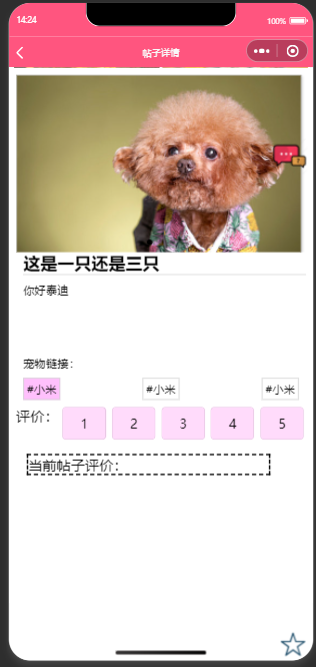 14:24
100%
帖子详情
这是一只还是三只
你好泰迪
宠物链接：
#小米 #小米 #小米
评价： 1 2 3 4 5
当前帖子评价：